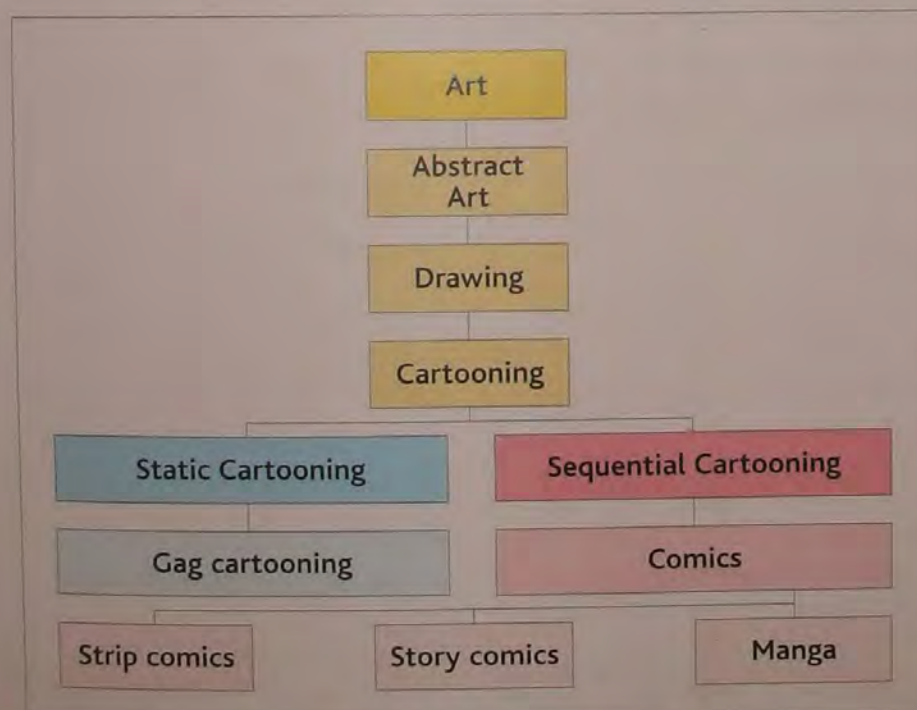 Art
Abstract
Art
Drawing
Cartooning
Static Cartooning
Sequential Cartooning
Gag cartooning
Comics
Strip comics
Story comics
Manga